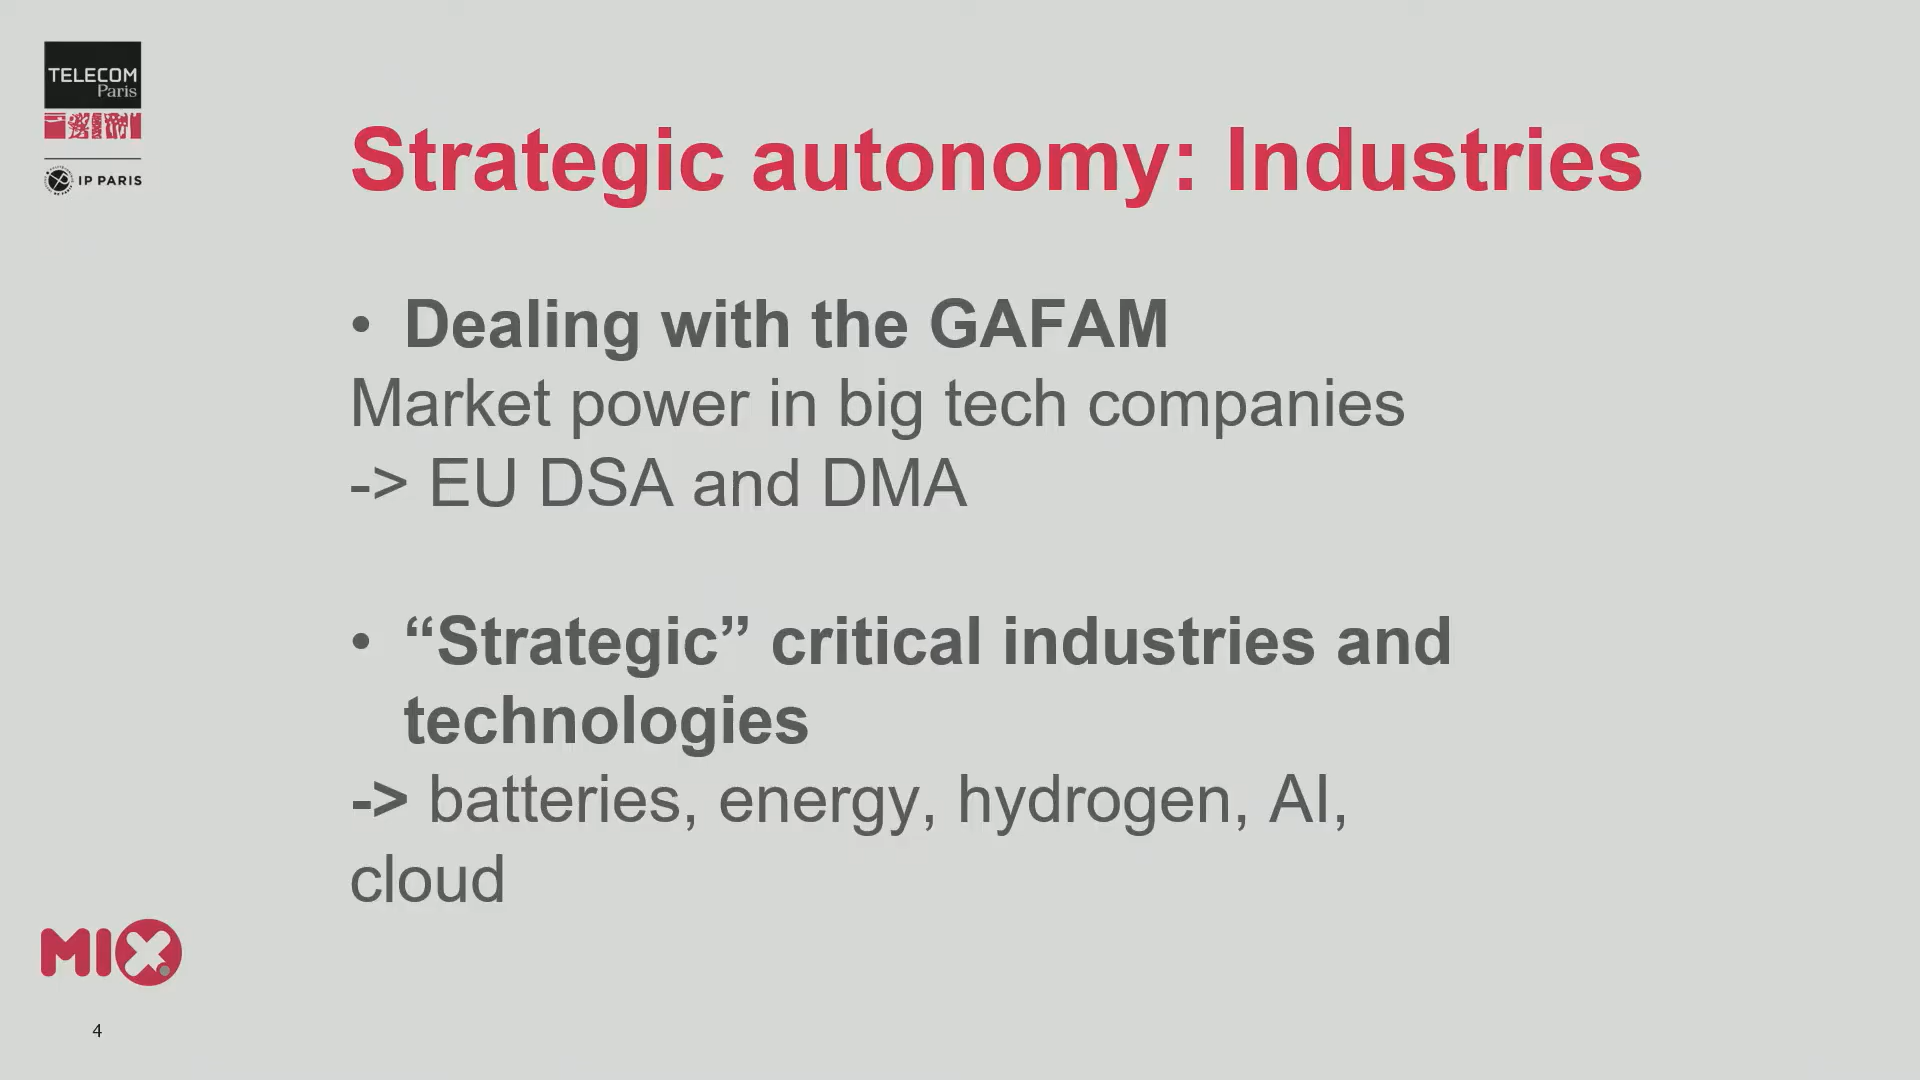 TELECOM
Paris
IP PARIS
Strategic autonomy: Industries
• Dealing with the GAFAM
Market power in big tech companies
-> EU DSA and DMA
• “Strategic” critical industries and
technologies
-> batteries, energy, hydrogen, AI,
cloud
MIX.
4